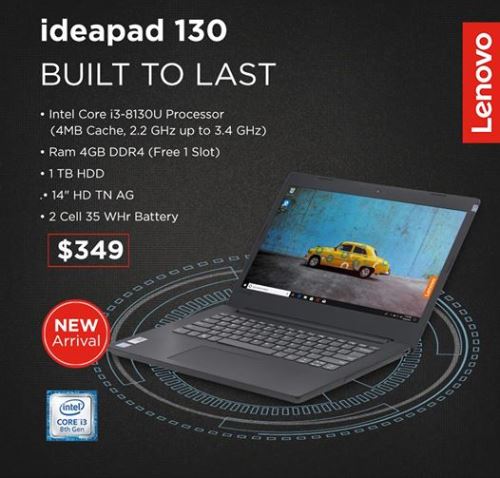 ideapad 130
BUILT TO LAST
Lenovo
• Intel Core i3-8130U Processor
(4MB Cache, 2.2 GHz up to 3.4 GHz)
• Ram 4GB DDR4 (Free 1 Slot)
• 1 TB HDD
.• 14" HD TN AG
• 2 Cell 35 WHr Battery
$349
NEW
Arrival
Lenovo
intel
CORE i3
8th Gen